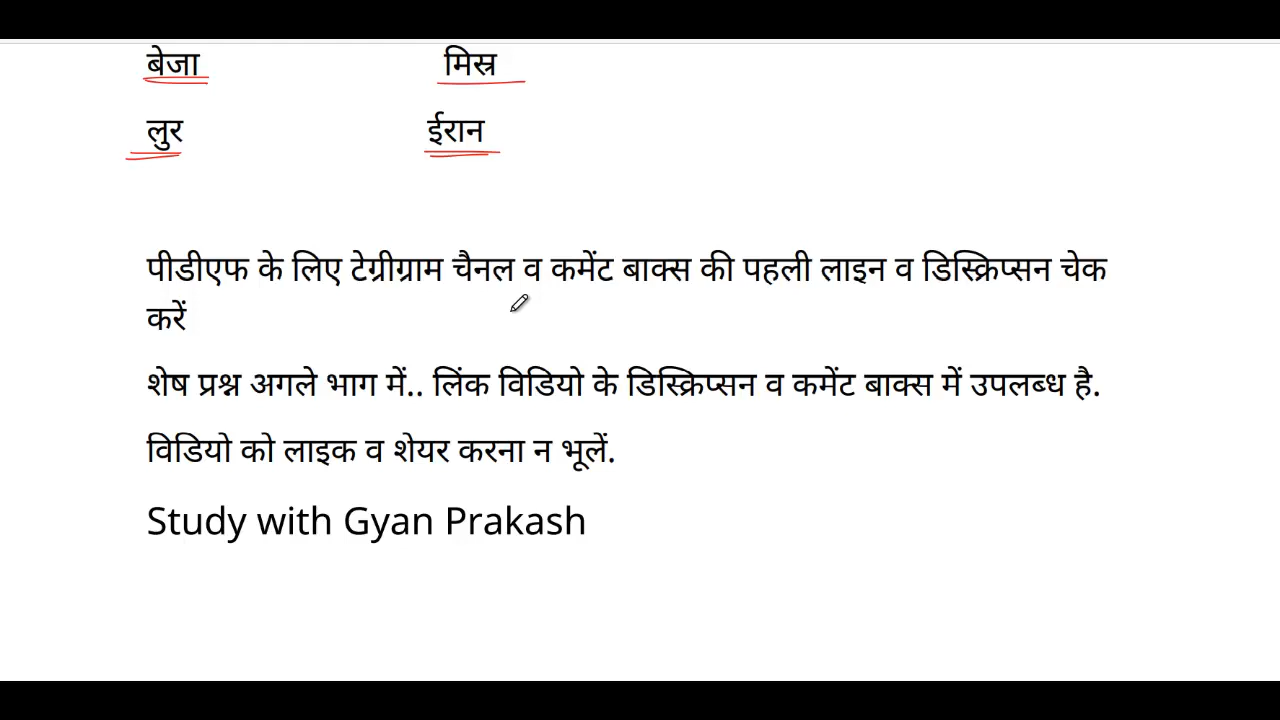 बेजा मिस्र
लुर ईरान
पीडीएफ के लिए टेग्रीग्राम चैनल व कमेंट बाक्स की पहली लाइन व डिस्क्रिप्सन चेक
करें
शेष प्रश्न अगले भाग में.. लिंक विडियो के डिस्क्रिप्सन व कमेंट बाक्स में उपलब्ध है.
विडियो को लाइक व शेयर करना न भूलें.
Study with Gyan Prakash